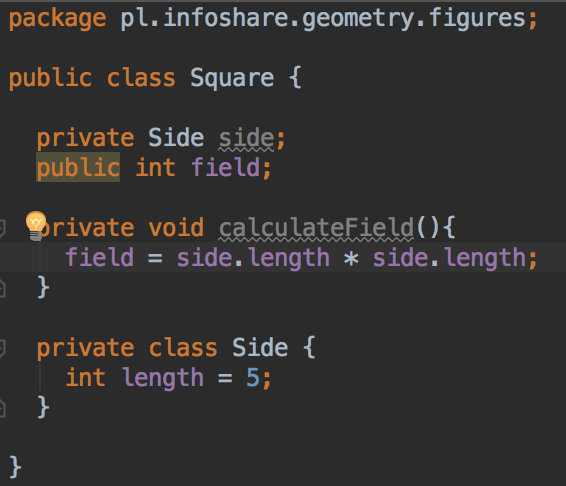 package pl.infoshare.geometry.figures;
public class Square {
private Side side;
public int field;
private void calculateField(){
field = side.length * side.length;
}
private class Side {
int length = 5;
}
}